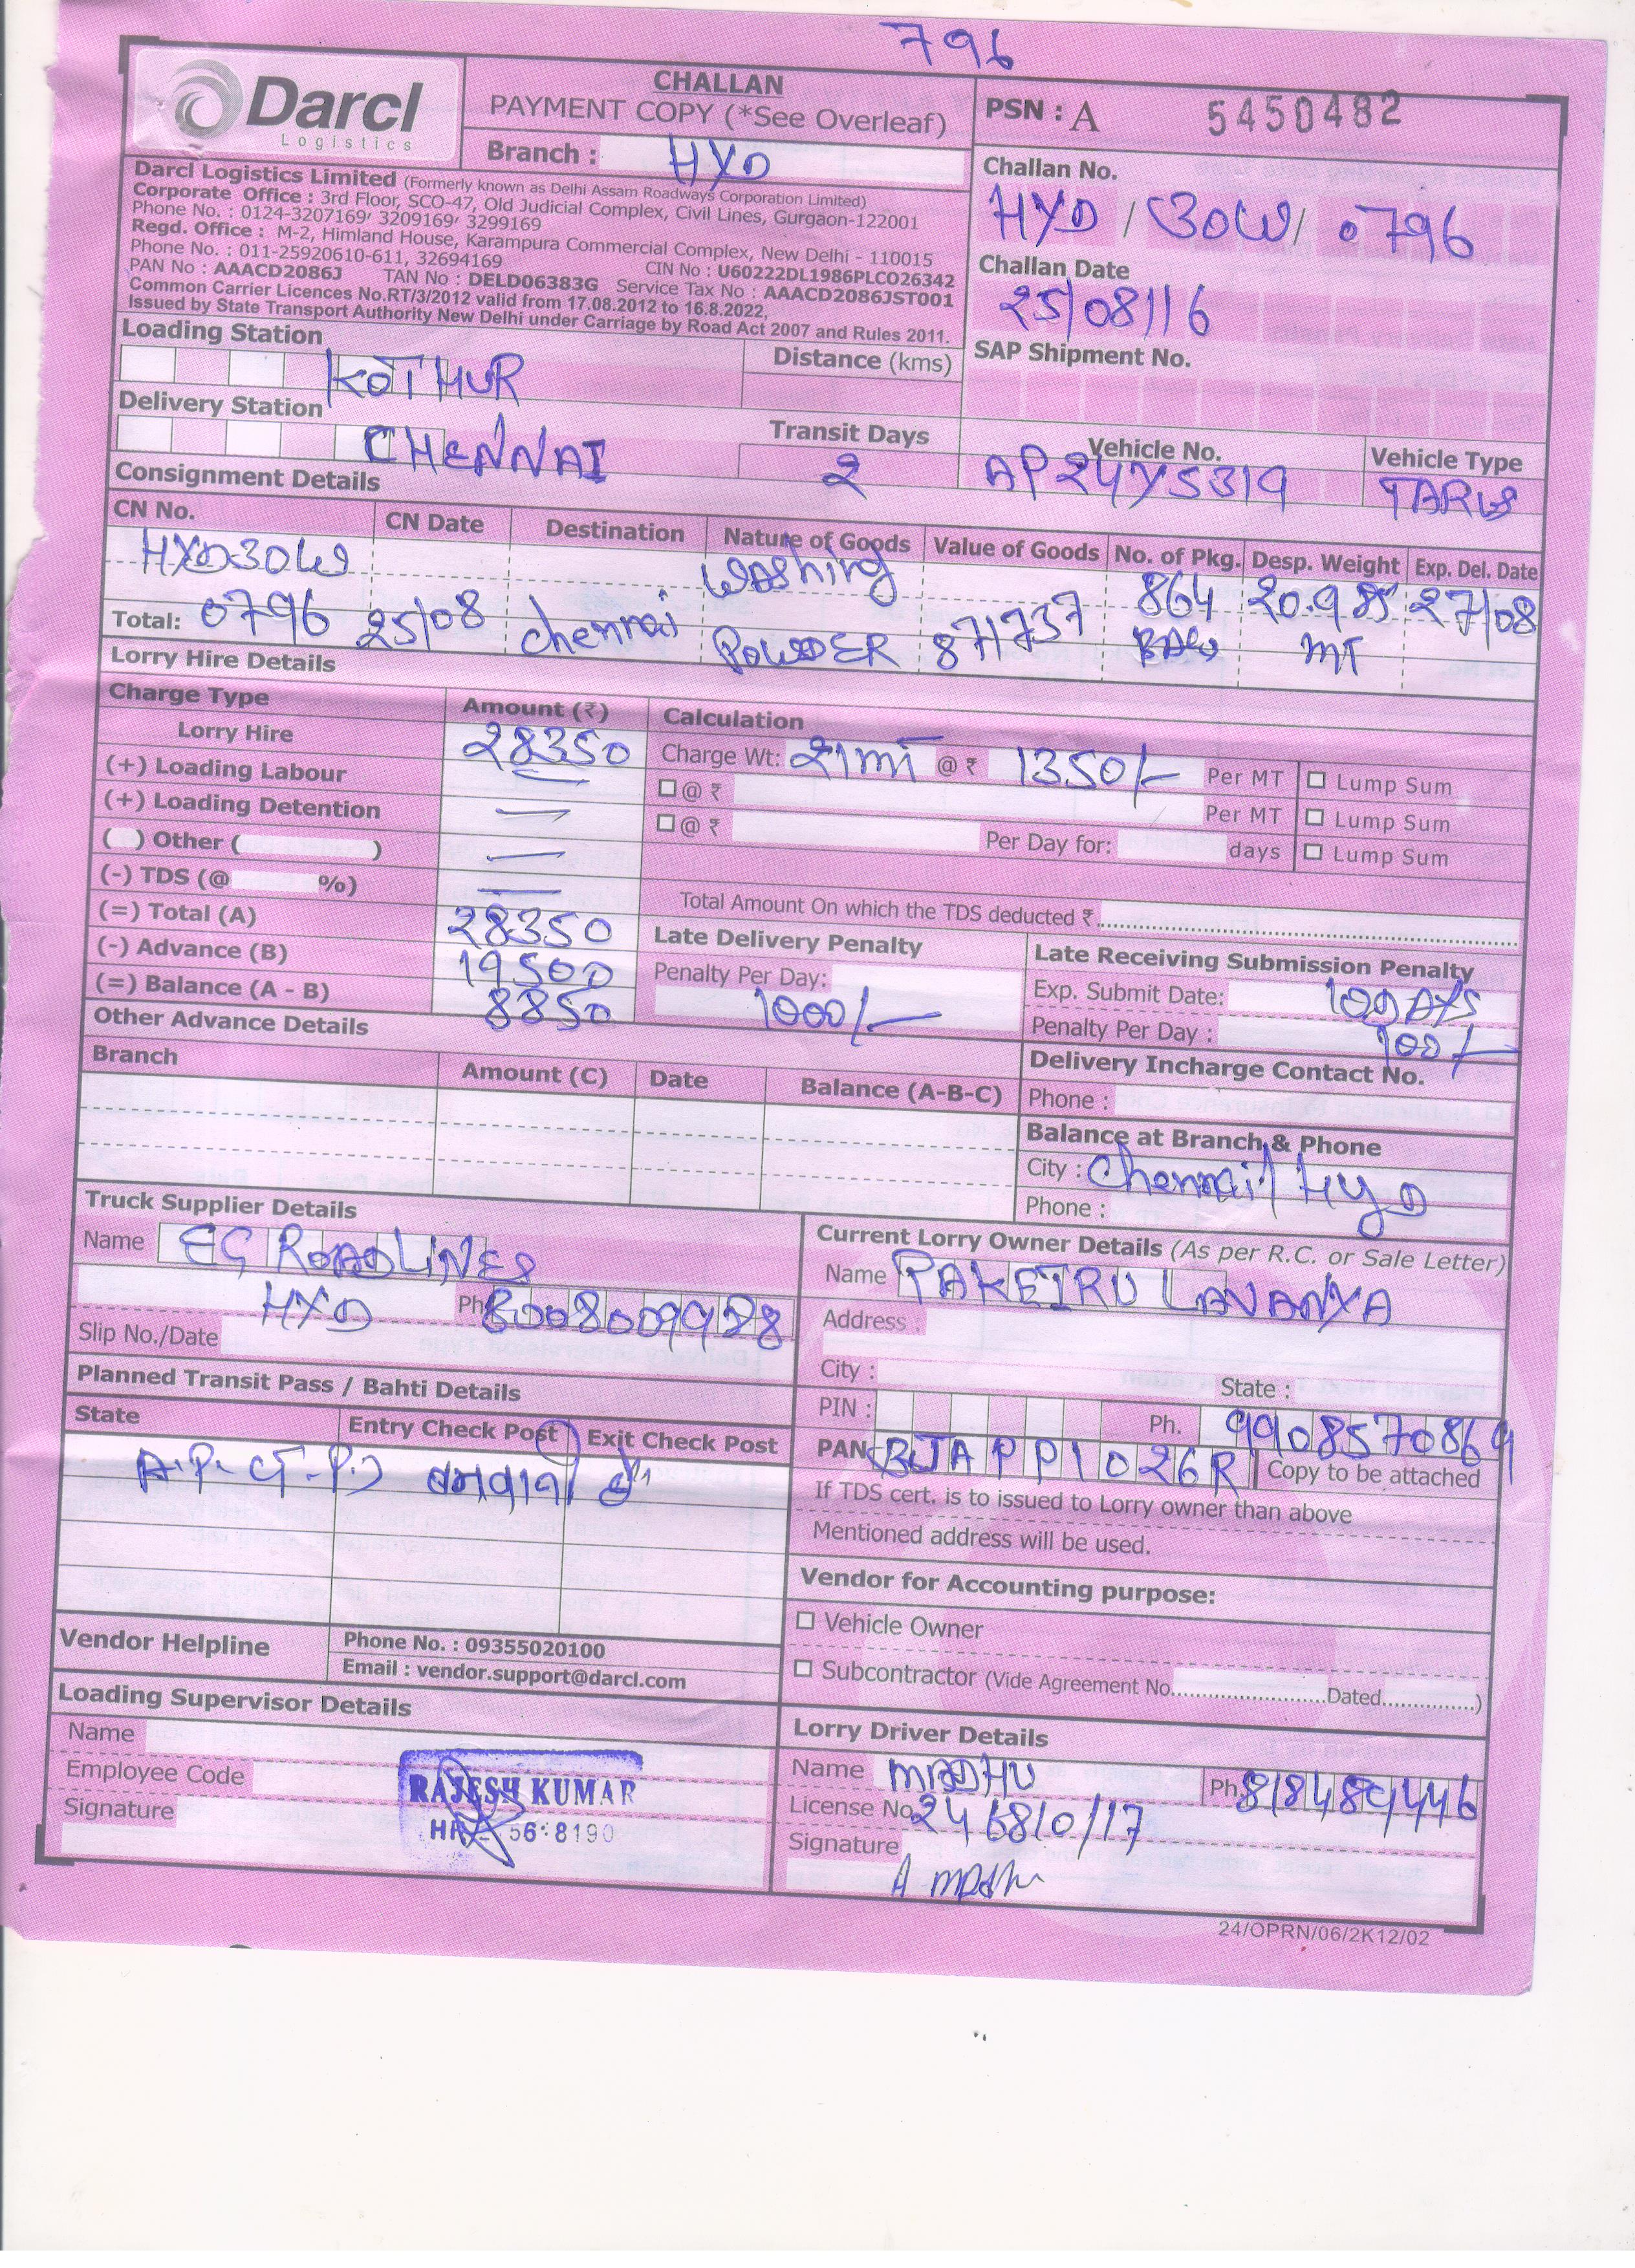 796
Darcl
Logistics
CHALLAN
PAYMENT COPY (*See Overleaf)
Branch : HYD
PSN : A 5450482
Darcl Logistics Limited (Formerly known as Delhi Assam Roadways Corporation Limited)
Corporate Office : 3rd Floor, SCO-47, Old Judicial Complex, Civil Lines, Gurgaon-122001
Phone No. : 0124-3207169, 3209169, 3299169
Regd. Office : M-2, Himland House, Karampura Commercial Complex, New Delhi - 110015
Phone No. : 011-25920610-611, 32694169 CIN No : U60222DL1986PLCO26342
PAN No : AAACD2086J TAN No : DELD06383G Service Tax No : AAACD2086JST001
Common Carrier Licences No.RT/3/2012 valid from 17.08.2012 to 16.8.2022,
Issued by State Transport Authority New Delhi under Carriage by Road Act 2007 and Rules 2011.
Challan No.
HYD / 30W / 0796
Challan Date
25/08/16
SAP Shipment No.
Loading Station
KOTHUR
Distance (kms)
Delivery Station
CHENNAI
Transit Days
2
Vehicle No.
AP24Y5319
Vehicle Type
Consignment Details
CN No. CN Date Destination Nature of Goods Value of Goods No. of Pkg. Desp. Weight Exp. Del. Date
HYD30W washing 864 20.985 27/08
Total: 0796 25/08 chennai POWDER 871737 BAGS MT
Lorry Hire Details
Charge Type Amount (₹) Calculation
Lorry Hire 28350 Charge Wt: 21MT @ ₹ 1350/- Per MT Lump Sum
(+) Loading Labour — @ ₹ Per MT Lump Sum
(+) Loading Detention — @ ₹ Per Day for: days Lump Sum
( ) Other ( ) —
(-) TDS (@ %) — Total Amount On which the TDS deducted ₹
(=) Total (A) 28350
(-) Advance (B) 19500
(=) Balance (A - B) 8850
Late Delivery Penalty
Penalty Per Day:
1000/-
Late Receiving Submission Penalty
Exp. Submit Date: 10DAYS
Penalty Per Day : 100/-
Other Advance Details
Branch Amount (C) Date Balance (A-B-C)
Delivery Incharge Contact No.
Phone :
Balance at Branch & Phone
City : Chennai / HYD
Phone :
Truck Supplier Details
Name EG ROADLINES
HYD Ph 8008009988
Slip No./Date
Current Lorry Owner Details (As per R.C. or Sale Letter)
Name PAKEIRU LAVANYA
Address :
City : State :
PIN : Ph. 9908570869
PAN BJAPP1026R Copy to be attached
If TDS cert. is to issued to Lorry owner than above
Mentioned address will be used.
Planned Transit Pass / Bahti Details
State Entry Check Post Exit Check Post
Vendor for Accounting purpose:
Vehicle Owner
Subcontractor (Vide Agreement No..........................Dated...............)
Vendor Helpline
Phone No. : 09355020100
Email : vendor.support@darcl.com
Loading Supervisor Details
Name
Employee Code
Signature
RAJESH KUMAR
Lorry Driver Details
Name MADHU Ph 818489446
License No. 246810/17
Signature
24/OPRN/06/2K12/02